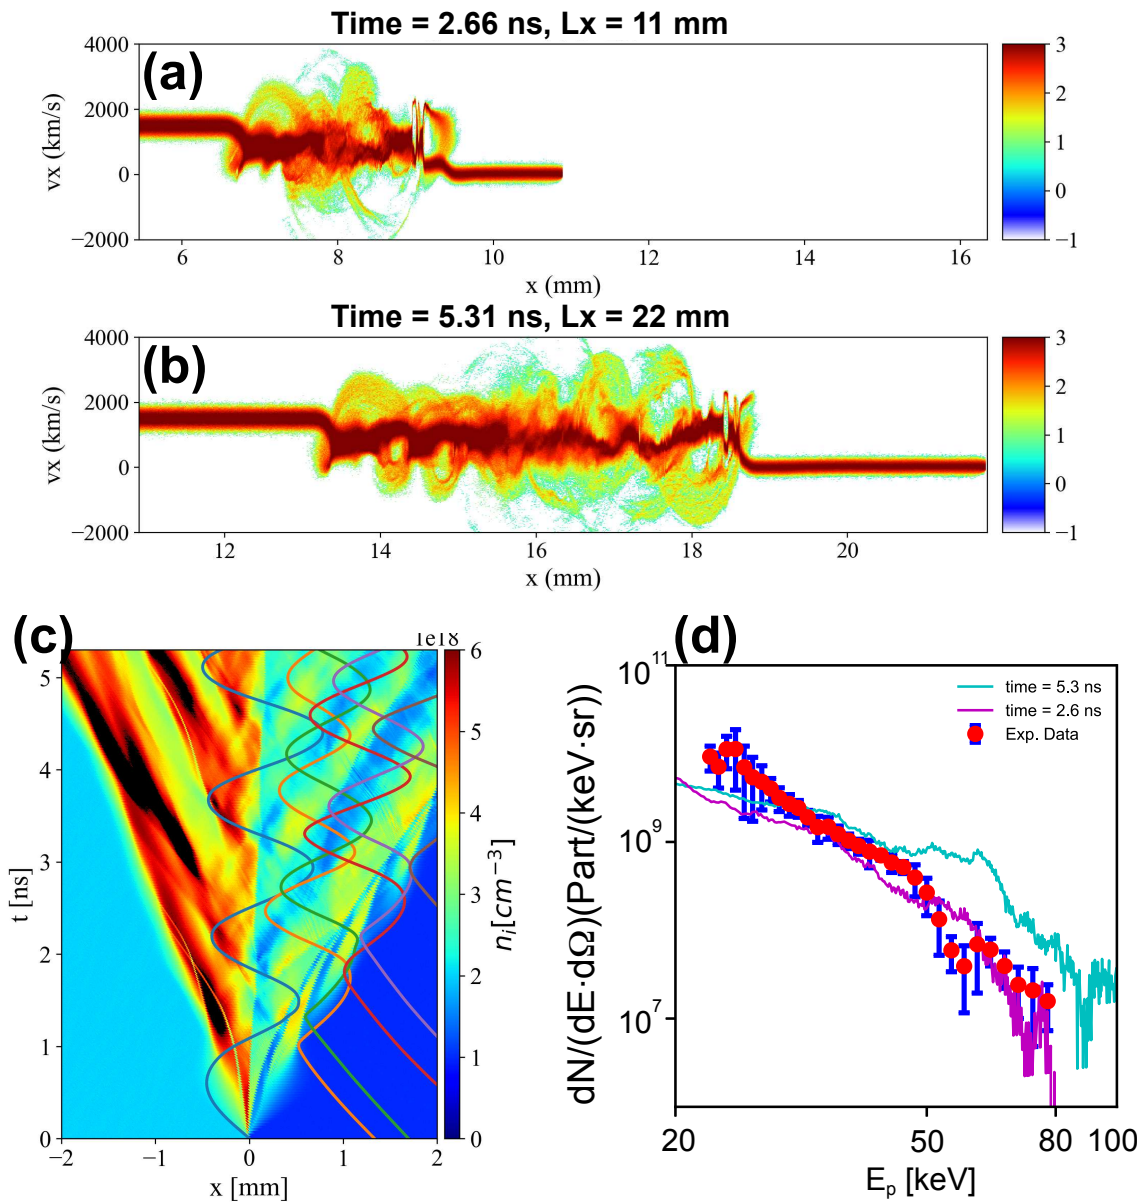 Time = 2.66 ns, Lx = 11 mm
(a)
vx (km/s)
4000
2000
0
−2000
6 8 10 12 14 16
x (mm)
3
2
1
0
−1
Time = 5.31 ns, Lx = 22 mm
(b)
vx (km/s)
4000
2000
0
−2000
12 14 16 18 20
x (mm)
3
2
1
0
−1
(c)
1e18
t [ns]
5
4
3
2
1
0
−2 −1 0 1 2
x [mm]
6
5
4
3
2
1
0
n_i[cm^{−3}]
(d)
dN/(dE·dΩ)(Part/(keV·sr))
10^11
10^9
10^7
time = 5.3 ns
time = 2.6 ns
Exp. Data
20 50 80 100
E_p [keV]